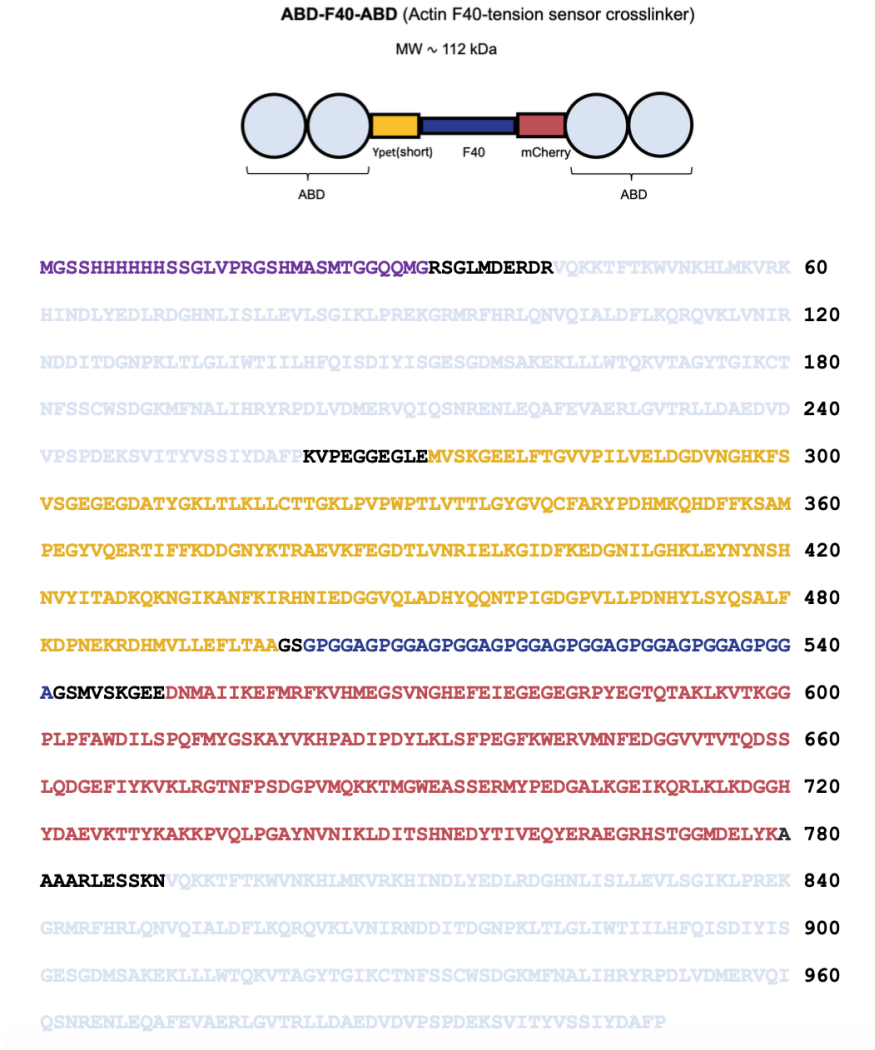 ABD-F40-ABD (Actin F40-tension sensor crosslinker)
MW ~ 112 kDa
Ypet(short) F40 mCherry
ABD ABD
MGSSHHHHHHSSGLVPRGSHMASMTGGQQMGRSGLMDERDRVQKKTFTKWVNKHLMKVRK 60
HINDLYEDLRDGHNLISLLEVLSGIKLPREKGRMRFHRLQNVQIALDFLKQRQVKLVNIR 120
NDDITDGNPKLTLGLIWTIILHFQISDIYISGESGDMSAKEKLLLWTQKVTAGYTGIKCT 180
NFSSCWSDGKMFNALIHRYRPDLVDMERVQIQSNRENLEQAFEVAERLGVTRLLDAEDVD 240
VPSPDEKSVITYVSSIYDAFPKVPEGGEGLEMVSKGEELFTGVVPILVELDGDVNGHKFS 300
VSGEGEGDATYGKLTLKLLCTTGKLPVPWPTLVTTLGYGVQCFARYPDHMKQHDFFKSAM 360
PEGYVQERTIFFKDDGNYKTRAEVKFEGDTLVNRIELKGIDFKEDGNILGHKLEYNYNSH 420
NVYITADKQKNGIKANFKIRHNIEDGGVQLADHYQQNTPIGDGPVLLPDNHYLSYQSALF 480
KDPNEKRDHMVLLEFLTAAGSGPGGAGPGGAGPGGAGPGGAGPGGAGPGGAGPGGAGPGG 540
AGSMVSKGEEDNMAIIKEFMRFKVHMEGSVNGHEFEIEGEGEGRPYEGTQTAKLKVTKGG 600
PLPFAWDILSPQFMYGSKAYVKHPADIPDYLKLSFPEGFKWERVMNFEDGGVVTVTQDSS 660
LQDGEFIYKVKLRGTNFPSDGPVMQKKTMGWEASSERMYPEDGALKGEIKQRLKLKDGGH 720
YDAEVKTTYKAKKPVQLPGAYNVNIKLDITSHNEDYTIVEQYERAEGRHSTGGMDELYKA 780
AAARLESSKNVQKKTFTKWVNKHLMKVRKHINDLYEDLRDGHNLISLLEVLSGIKLPREK 840
GRMRFHRLQNVQIALDFLKQRQVKLVNIRNDDITDGNPKLTLGLIWTIILHFQISDIYIS 900
GESGDMSAKEKLLLWTQKVTAGYTGIKCTNFSSCWSDGKMFNALIHRYRPDLVDMERVQI 960
QSNRENLEQAFEVAERLGVTRLLDAEDVDVPSPDEKSVITYVSSIYDAFP